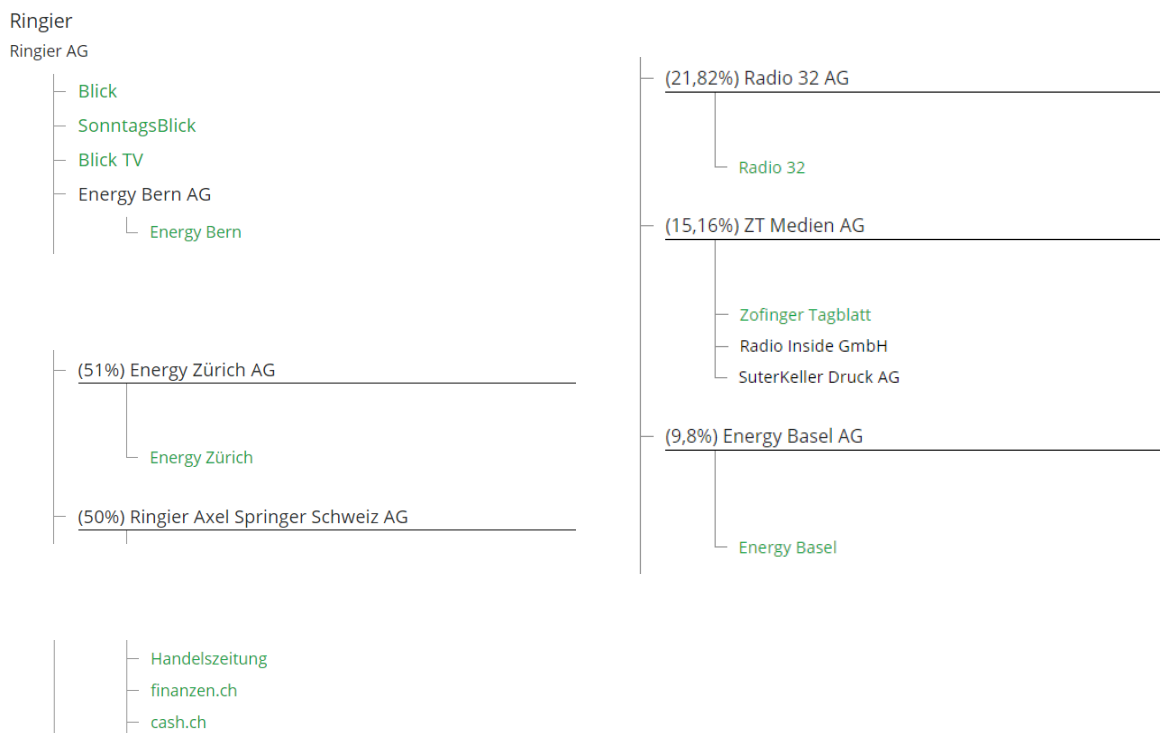 Ringier
Ringier AG
Blick
SonntagsBlick
Blick TV
Energy Bern AG
Energy Bern
(51%) Energy Zürich AG
Energy Zürich
(50%) Ringier Axel Springer Schweiz AG
Handelszeitung
finanzen.ch
cash.ch
(21,82%) Radio 32 AG
Radio 32
(15,16%) ZT Medien AG
Zofinger Tagblatt
Radio Inside GmbH
SuterKeller Druck AG
(9,8%) Energy Basel AG
Energy Basel